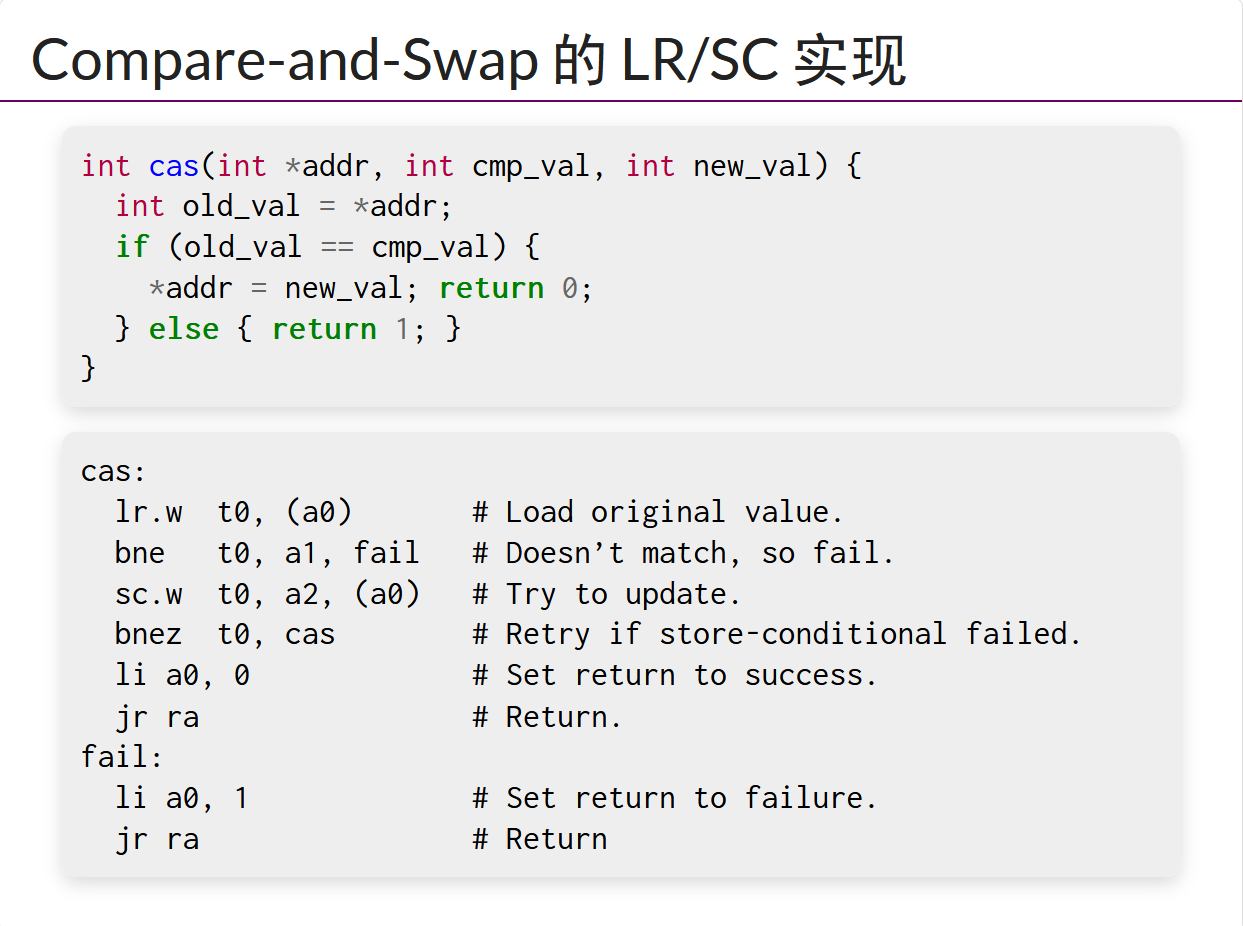 Compare-and-Swap 的 LR/SC 实现
int cas(int *addr, int cmp_val, int new_val) {
  int old_val = *addr;
  if (old_val == cmp_val) {
    *addr = new_val; return 0;
  } else { return 1; }
}
cas:
  lr.w  t0, (a0)       # Load original value.
  bne   t0, a1, fail   # Doesn’t match, so fail.
  sc.w  t0, a2, (a0)   # Try to update.
  bnez  t0, cas        # Retry if store-conditional failed.
  li a0, 0             # Set return to success.
  jr ra                # Return.
fail:
  li a0, 1             # Set return to failure.
  jr ra                # Return